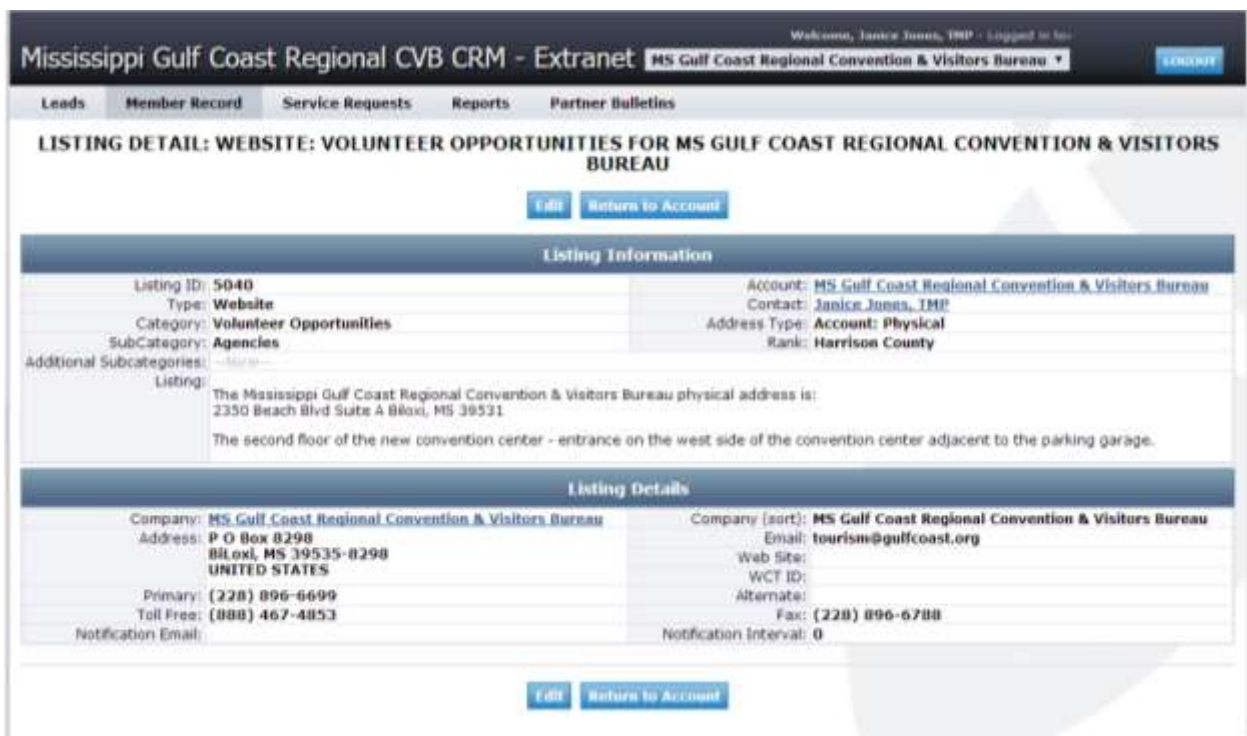 Welcome, Janice Jones, TMP - Logged in to:
Mississippi Gulf Coast Regional CVB CRM - Extranet MS Gulf Coast Regional Convention & Visitors Bureau
LOGOUT
Leads Member Record Service Requests Reports Partner Bulletins
LISTING DETAIL: WEBSITE: VOLUNTEER OPPORTUNITIES FOR MS GULF COAST REGIONAL CONVENTION & VISITORS
BUREAU
Edit Return to Account
Listing Information
Listing ID: 5040 Account: MS Gulf Coast Regional Convention & Visitors Bureau
Type: Website Contact: Janice Jones, TMP
Category: Volunteer Opportunities Address Type: Account: Physical
SubCategory: Agencies Rank: Harrison County
Additional Subcategories: --None--
Listing:
The Mississippi Gulf Coast Regional Convention & Visitors Bureau physical address is:
2350 Beach Blvd Suite A Biloxi, MS 39531
The second floor of the new convention center - entrance on the west side of the convention center adjacent to the parking garage.
Listing Details
Company: MS Gulf Coast Regional Convention & Visitors Bureau Company (sort): MS Gulf Coast Regional Convention & Visitors Bureau
Address: P O Box 8298 Email: tourism@gulfcoast.org
BiLoxi, MS 39535-8298 Web Site:
UNITED STATES WCT ID:
Primary: (228) 896-6699 Alternate:
Toll Free: (888) 467-4853 Fax: (228) 896-6788
Notification Email: Notification Interval: 0
Edit Return to Account